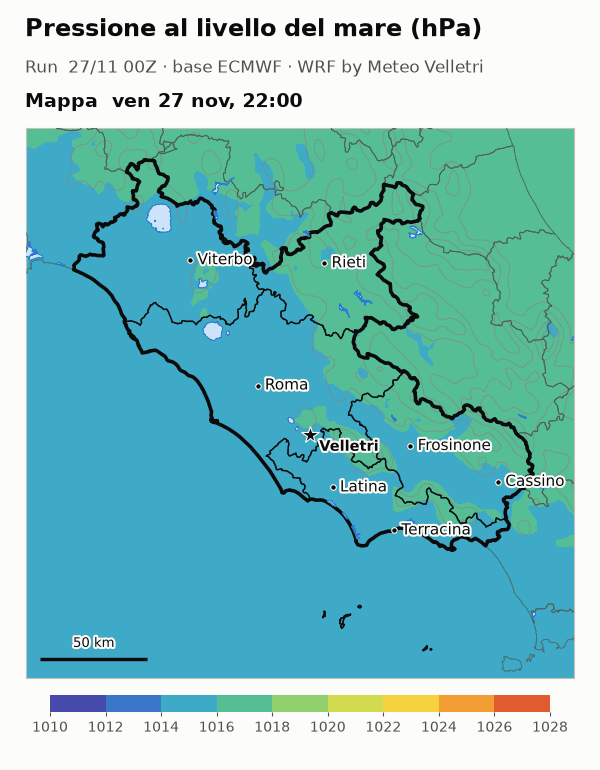 Pressione al livello del mare (hPa)
Run 27/11 00Z · base ECMWF · WRF by Meteo Velletri
Mappa ven 27 nov, 22:00
Viterbo
Rieti
Roma
Velletri
Frosinone
Cassino
Latina
Terracina
50 km
1010 1012 1014 1016 1018 1020 1022 1024 1026 1028